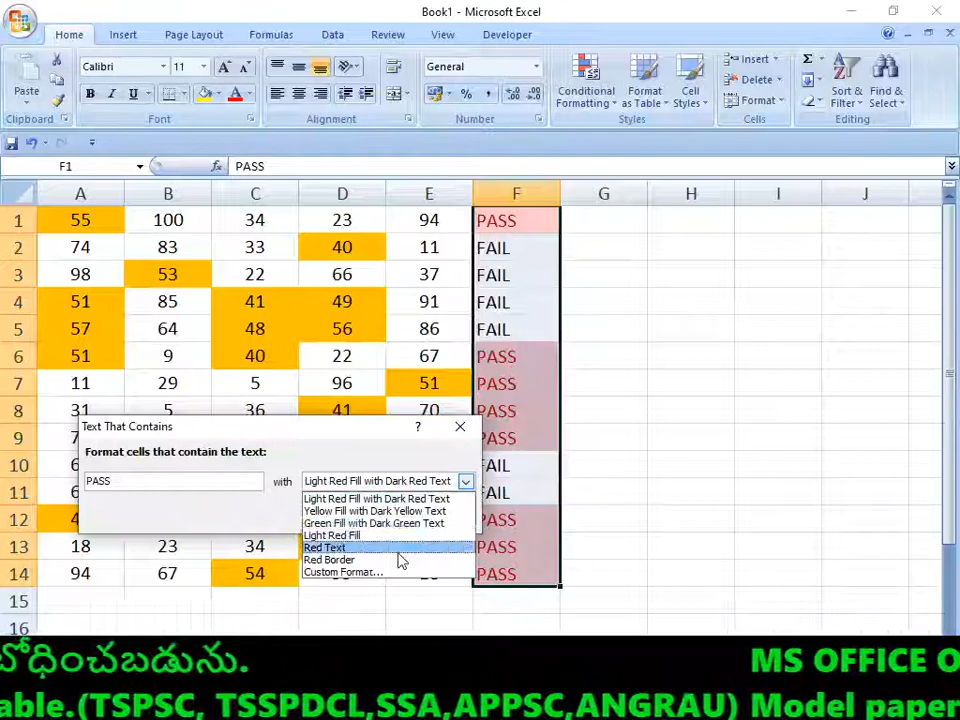 Book1 - Microsoft Excel
Home Insert Page Layout Formulas Data Review View Developer
Paste Calibri 11 General Conditional Formatting Format as Table Cell Styles Insert Delete Format Sort & Filter Find & Select
Clipboard Font Alignment Number Styles Cells Editing
F1 fx PASS
A B C D E F G H I J
1 55 100 34 23 94 PASS
2 74 83 33 40 11 FAIL
3 98 53 22 66 37 FAIL
4 51 85 41 49 91 FAIL
5 57 64 48 56 86 FAIL
6 51 9 40 22 67 PASS
7 11 29 5 96 51 PASS
8 31 5 36 41 70 PASS
Text That Contains ?
9 PASS
Format cells that contain the text:
10 FAIL
PASS with Light Red Fill with Dark Red Text
11 FAIL
Light Red Fill with Dark Red Text
Yellow Fill with Dark Yellow Text
Green Fill with Dark Green Text
12 PASS
Light Red Fill
Red Text
13 18 23 34 PASS
Red Border
Custom Format...
14 94 67 54 PASS
15
16
బోధించబడును. MS OFFICE O
able.(TSPSC, TSSPDCL,SSA,APPSC,ANGRAU) Model paper